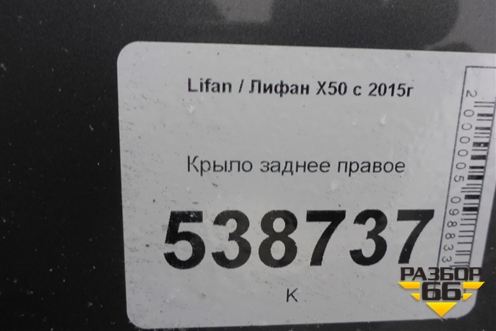 Lifan / Лифан X50 с 2015г
Крыло заднее правое
538737
К
РАЗБОР
66